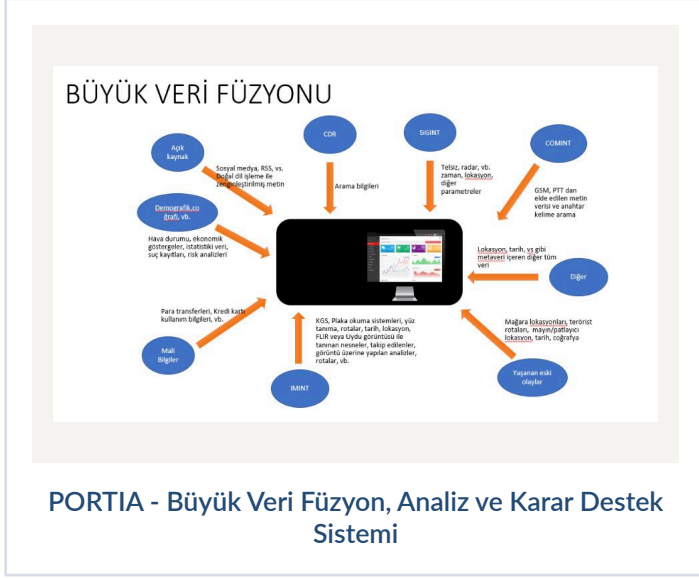 BÜYÜK VERİ FÜZYONU
CDR
SIGINT
COMINT
Açık
kaynak
Sosyal medya, RSS, vs.
Doğal dil işleme ile
zenginleştirilmiş metin
Arama bilgileri
Telsiz, radar, vb.
zaman, lokasyon,
diğer
parametreler
GSM, PTT dan
elde edilen metin
verisi ve anahtar
kelime arama
Demografik,co
ğrafi, vb.
Hava durumu, ekonomik
göstergeler, istatistiki veri,
suç kayıtları, risk analizleri
Lokasyon, tarih, vs gibi
metaveri içeren diğer tüm
veri
Diğer
Para transferleri, Kredi kartı
kullanım bilgileri, vb.
Mali
Bilgiler
KGS, Plaka okuma sistemleri, yüz
tanıma, rotalar, tarih, lokasyon,
FLIR veya Uydu görüntüsü ile
tanınan nesneler, takip edilenler,
görüntü üzerine yapılan analizler,
rotalar, vb.
IMINT
Mağara lokasyonları, terörist
rotaları, mayın/patlayıcı
lokasyon, tarih, coğrafya
Yaşanan eski
olaylar
PORTIA - Büyük Veri Füzyon, Analiz ve Karar Destek
Sistemi